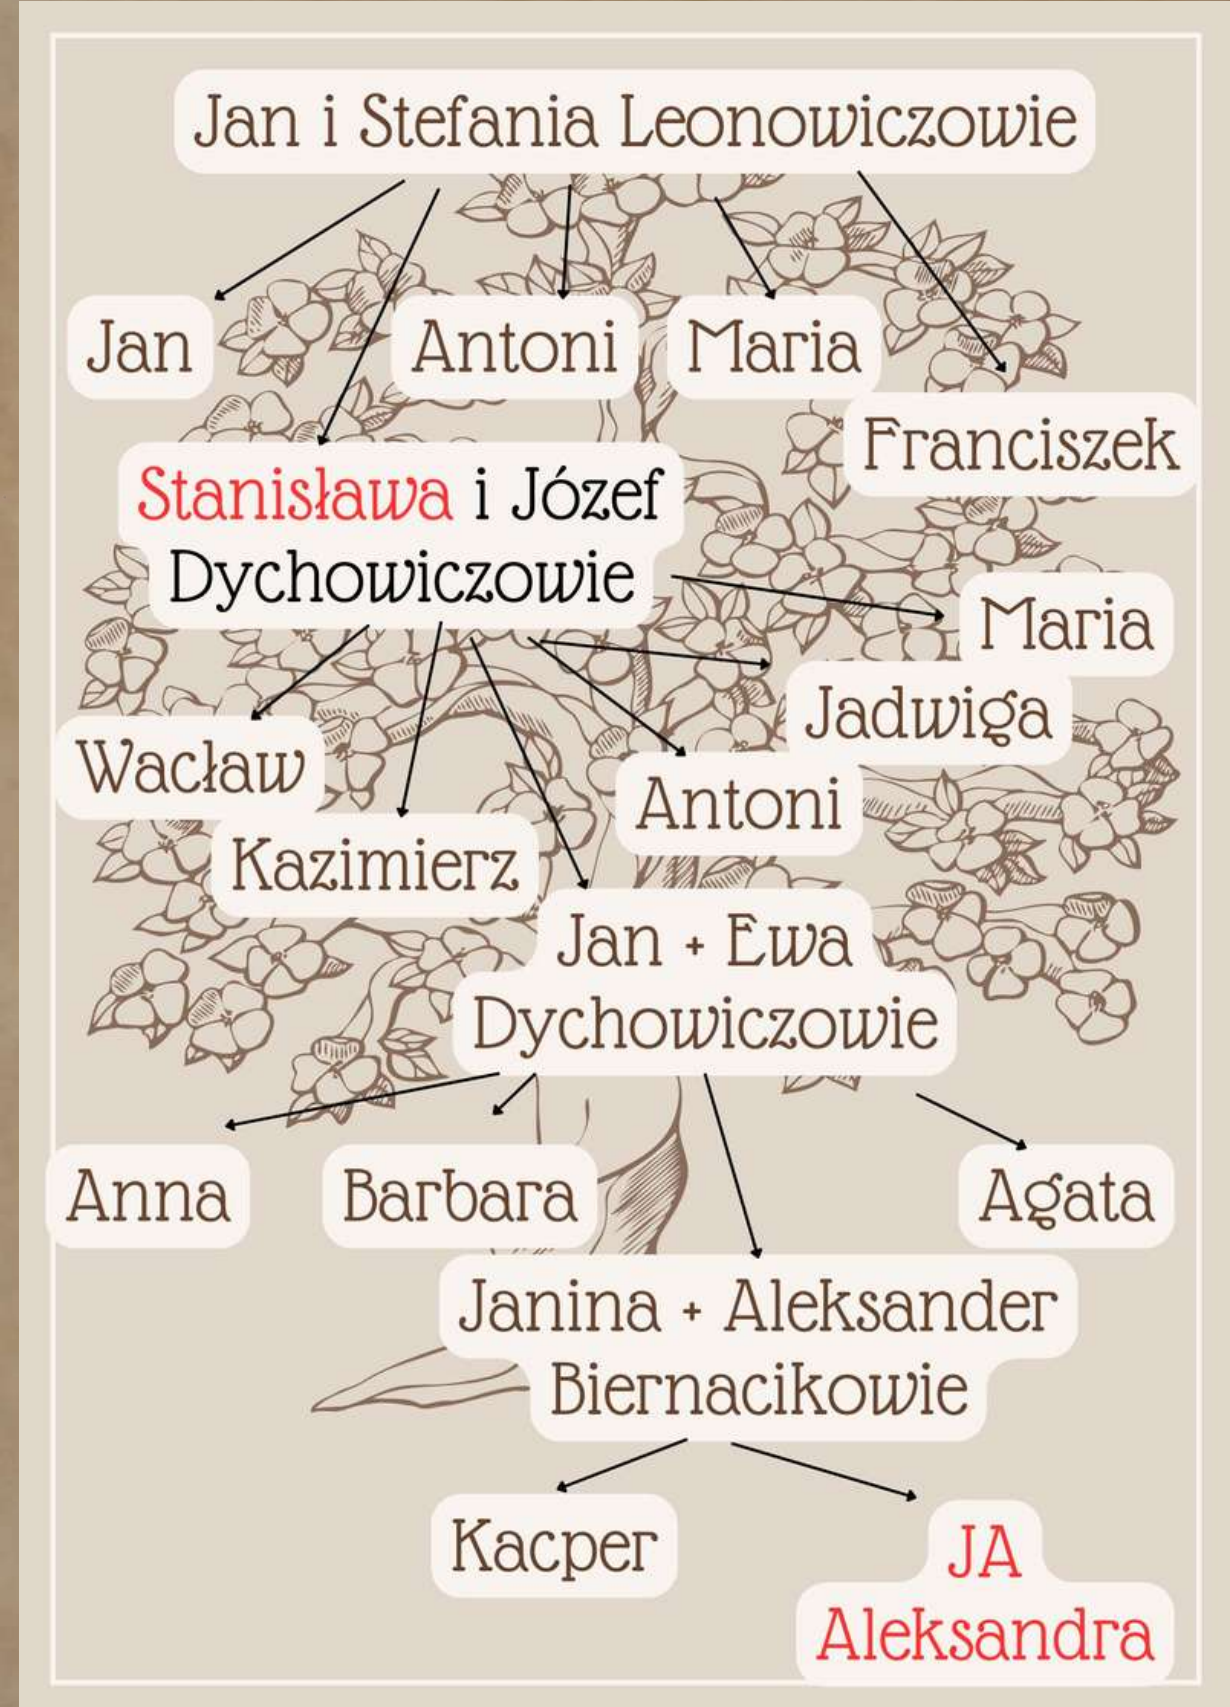 Jan i Stefania Leonowiczowie
Jan
Antoni
Maria
Franciszek
Stanisława i Józef
Dychowiczowie
Maria
Jadwiga
Wacław
Antoni
Kazimierz
Jan + Ewa
Dychowiczowie
Anna
Barbara
Agata
Janina + Aleksander
Biernacikowie
Kacper
JA
Aleksandra